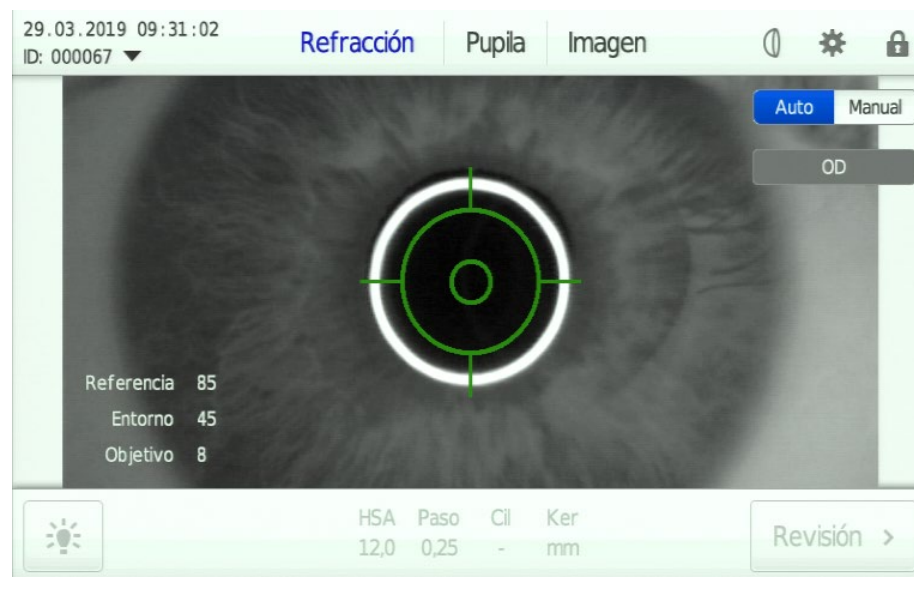 29.03.2019 09:31:02
ID: 000067
Refracción Pupila Imagen
Auto Manual
OD
Referencia 85
Entorno 45
Objetivo 8
HSA Paso Cil Ker
12,0 0,25 - mm
Revisión >